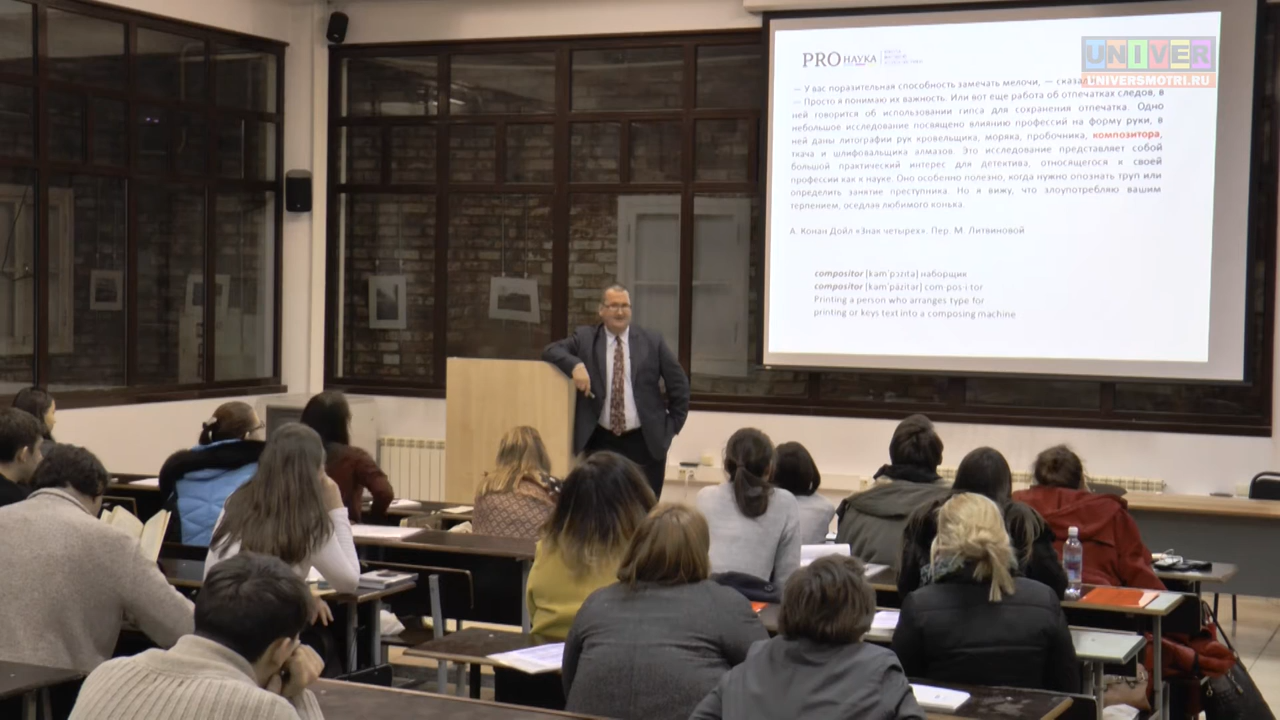 PRO НАУКА
UNIVER
UNIVERSMOTRI.RU
— У вас поразительная способность замечать мелочи, — сказал
— Просто я понимаю их важность. Или вот еще работа об отпечатках следов, в
ней говорится об использовании гипса для сохранения отпечатка. Одно
небольшое исследование посвящено влиянию профессий на форму руки, в
ней даны литографии рук кровельщика, моряка, пробочника, композитора,
ткача и шлифовальщика алмазов. Это исследование представляет собой
большой практический интерес для детектива, относящегося к своей
профессии как к науке. Оно особенно полезно, когда нужно опознать труп или
определить занятие преступника. Но я вижу, что злоупотребляю вашим
терпением, оседлав любимого конька.
А. Конан Дойл «Знак четырех». Пер. М. Литвиновой
compositor [kəmˈpɔzitə] наборщик
compositor [kəmˈpäzitər] com·pos·i·tor
Printing a person who arranges type for
printing or keys text into a composing machine